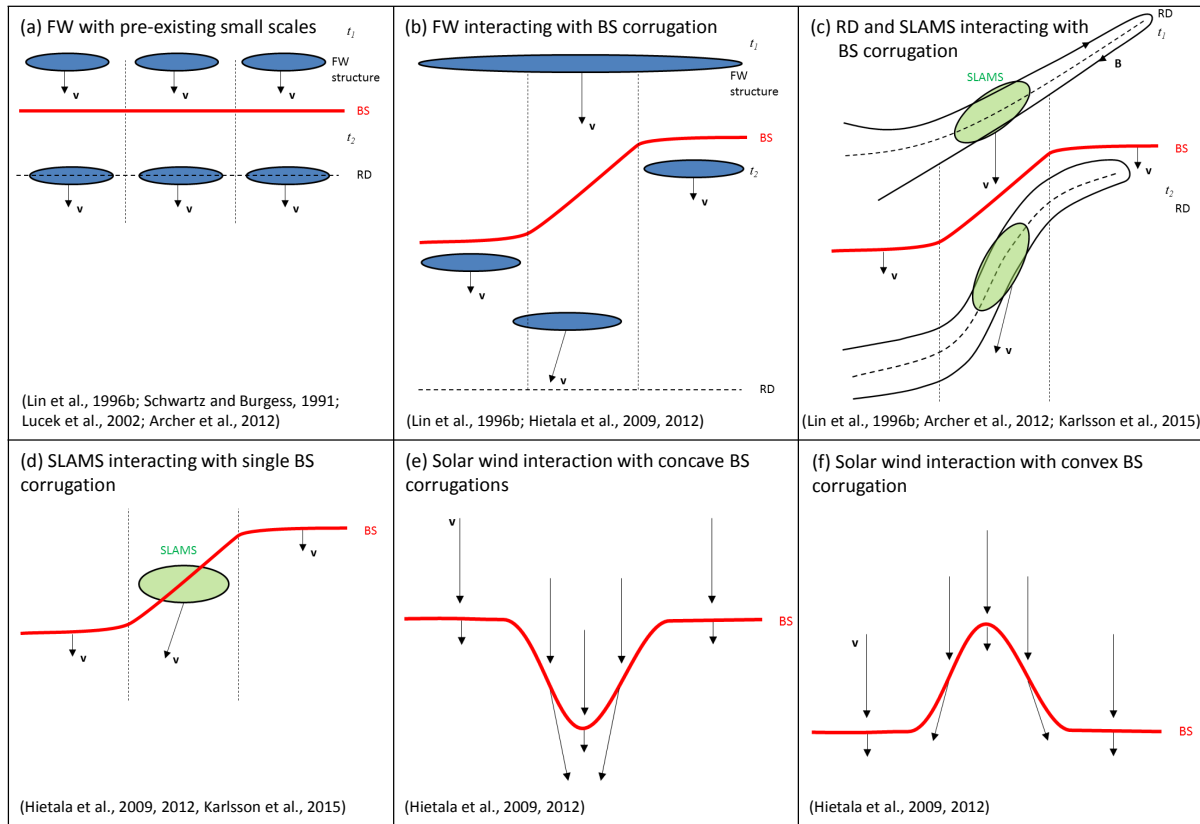 (a) FW with pre-existing small scales
t1
FW
structure
v
v
v
BS
t2
RD
v
v
v
(Lin et al., 1996b; Schwartz and Burgess, 1991;
Lucek et al., 2002; Archer et al., 2012)
(b) FW interacting with BS corrugation
t1
FW
structure
v
BS
t2
v
v
v
RD
(Lin et al., 1996b; Hietala et al., 2009, 2012)
(c) RD and SLAMS interacting with
BS corrugation
RD
t1
B
SLAMS
v
BS
v
t2
RD
v
v
(Lin et al., 1996b; Archer et al., 2012; Karlsson et al., 2015)
(d) SLAMS interacting with single BS
corrugation
BS
SLAMS
v
v
v
(Hietala et al., 2009, 2012, Karlsson et al., 2015)
(e) Solar wind interaction with concave BS
corrugations
v
BS
(Hietala et al., 2009, 2012)
(f) Solar wind interaction with convex BS
corrugation
v
BS
(Hietala et al., 2009, 2012)